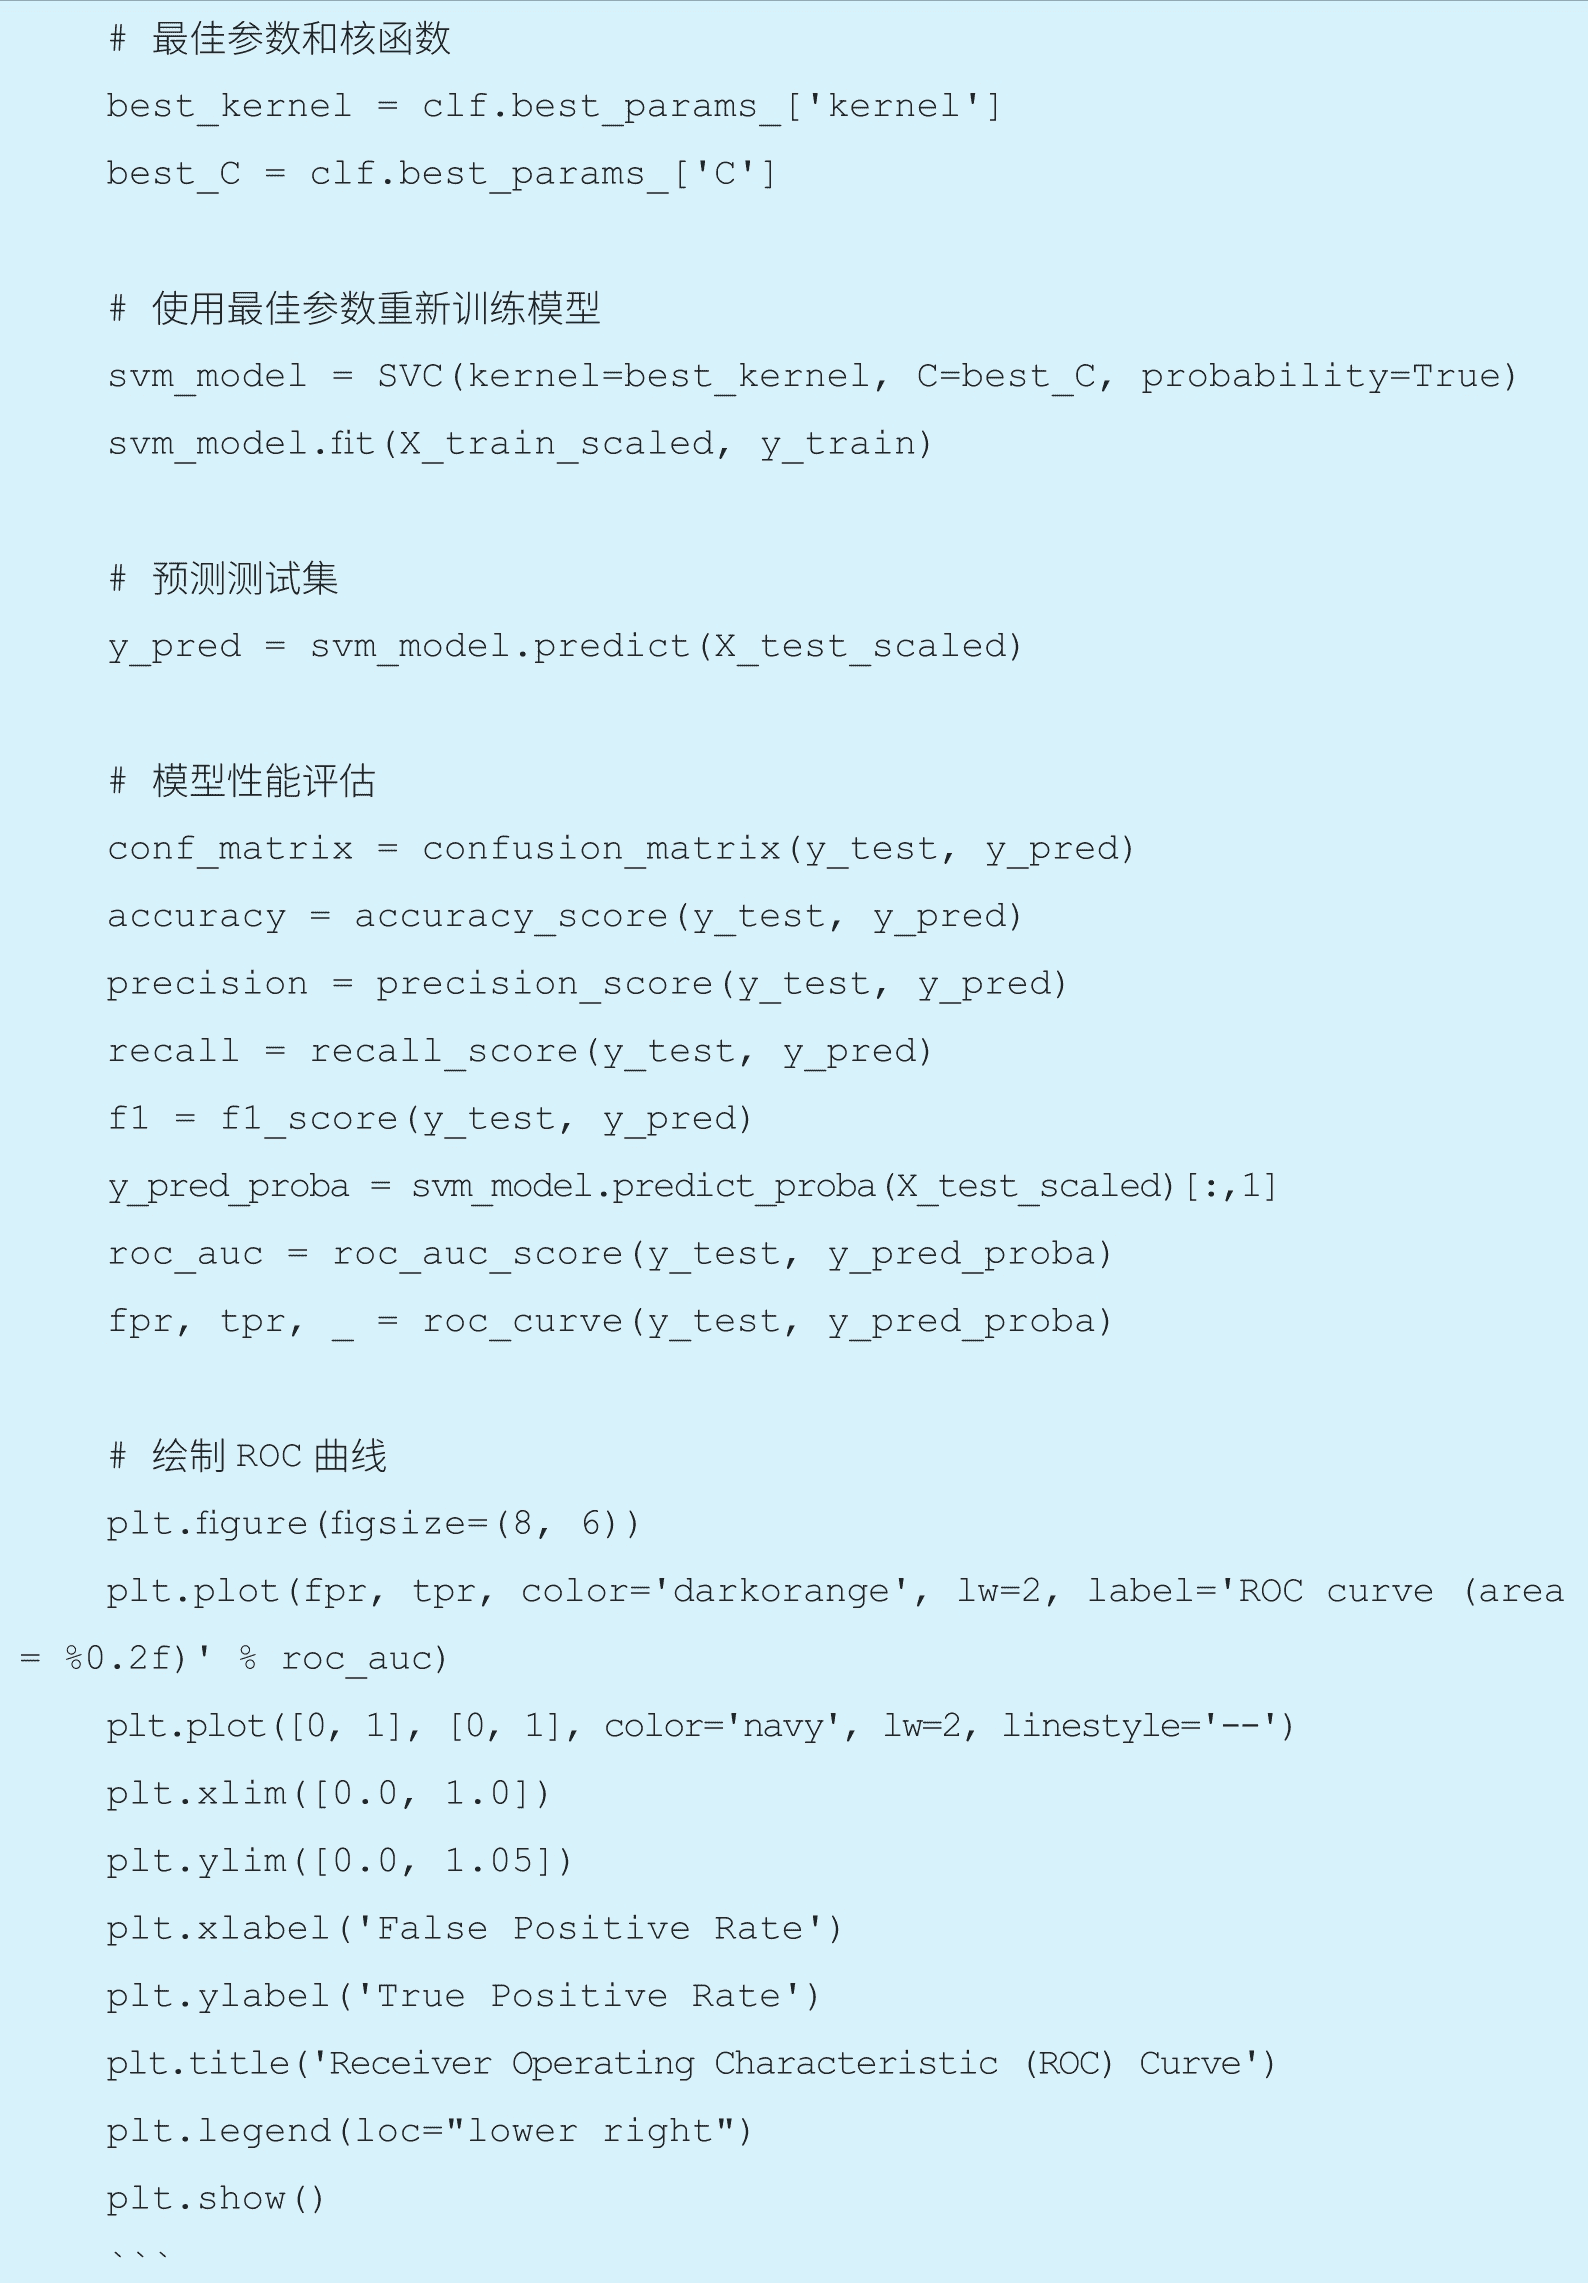 # 最佳参数和核函数
best_kernel = clf.best_params_['kernel']
best_C = clf.best_params_['C']
# 使用最佳参数重新训练模型
svm_model = SVC(kernel=best_kernel, C=best_C, probability=True)
svm_model.fit(X_train_scaled, y_train)
# 预测测试集
y_pred = svm_model.predict(X_test_scaled)
# 模型性能评估
conf_matrix = confusion_matrix(y_test, y_pred)
accuracy = accuracy_score(y_test, y_pred)
precision = precision_score(y_test, y_pred)
recall = recall_score(y_test, y_pred)
f1 = f1_score(y_test, y_pred)
y_pred_proba = svm_model.predict_proba(X_test_scaled)[:,1]
roc_auc = roc_auc_score(y_test, y_pred_proba)
fpr, tpr, _ = roc_curve(y_test, y_pred_proba)
# 绘制 ROC 曲线
plt.figure(figsize=(8, 6))
plt.plot(fpr, tpr, color='darkorange', lw=2, label='ROC curve (area
= %0.2f)' % roc_auc)
plt.plot([0, 1], [0, 1], color='navy', lw=2, linestyle='--')
plt.xlim([0.0, 1.0])
plt.ylim([0.0, 1.05])
plt.xlabel('False Positive Rate')
plt.ylabel('True Positive Rate')
plt.title('Receiver Operating Characteristic (ROC) Curve')
plt.legend(loc="lower right")
plt.show()
```